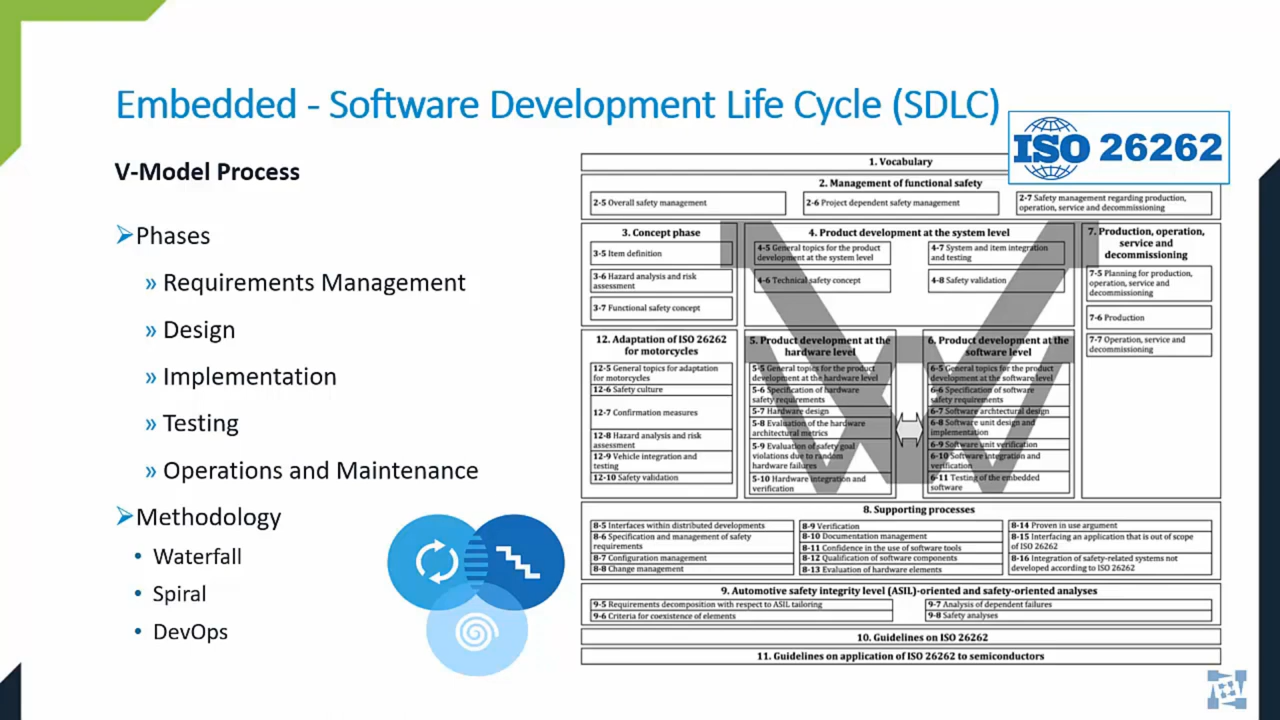 Embedded - Software Development Life Cycle (SDLC)
ISO 26262
V-Model Process
Phases
» Requirements Management
» Design
» Implementation
» Testing
» Operations and Maintenance
Methodology
• Waterfall
• Spiral
• DevOps
1. Vocabulary
2. Management of functional safety
2-5 Overall safety management
2-6 Project dependent safety management
2-7 Safety management regarding production,
operation, service and decommissioning
3. Concept phase
3-5 Item definition
3-6 Hazard analysis and risk
assessment
3-7 Functional safety concept
4. Product development at the system level
4-5 General topics for the product
development at the system level
4-6 Technical safety concept
4-7 System and item integration
and testing
4-8 Safety validation
7. Production, operation,
service and
decommissioning
7-5 Planning for production,
operation, service and
decommissioning
7-6 Production
7-7 Operation, service and
decommissioning
12. Adaptation of ISO 26262
for motorcycles
12-5 General topics for adaptation
for motorcycles
12-6 Safety culture
12-7 Confirmation measures
12-8 Hazard analysis and risk
assessment
12-9 Vehicle integration and
testing
12-10 Safety validation
5. Product development at the
hardware level
5-5 General topics for the product
development at the hardware level
5-6 Specification of hardware
safety requirements
5-7 Hardware design
5-8 Evaluation of the hardware
architectural metrics
5-9 Evaluation of safety goal
violations due to random
hardware failures
5-10 Hardware integration and
verification
6. Product development at the
software level
6-5 General topics for the product
development at the software level
6-6 Specification of software
safety requirements
6-7 Software archtectural design
6-8 Software unit design and
implementation
6-9 Software unit verification
6-10 Software integration and
verification
6-11 Testing of the embedded
software
8. Supporting processes
8-5 Interfaces within distributed developments
8-6 Specification and management of safety
requirements
8-7 Configuration management
8-8 Change management
8-9 Verification
8-10 Documentation management
8-11 Confidence in the use of software tools
8-12 Qualification of software components
8-13 Evaluation of hardware elements
8-14 Proven in use argument
8-15 Interfacing an application that is out of scope
of ISO 26262
8-16 Integration of safety-related systems not
developed according to ISO 26262
9. Automotive safety integrity level (ASIL)-oriented and safety-oriented analyses
9-5 Requirements decomposition with respect to ASIL tailoring
9-6 Criteria for coexistence of elements
9-7 Analysis of dependent failures
9-8 Safety analyses
10. Guidelines on ISO 26262
11. Guidelines on application of ISO 26262 to semiconductors